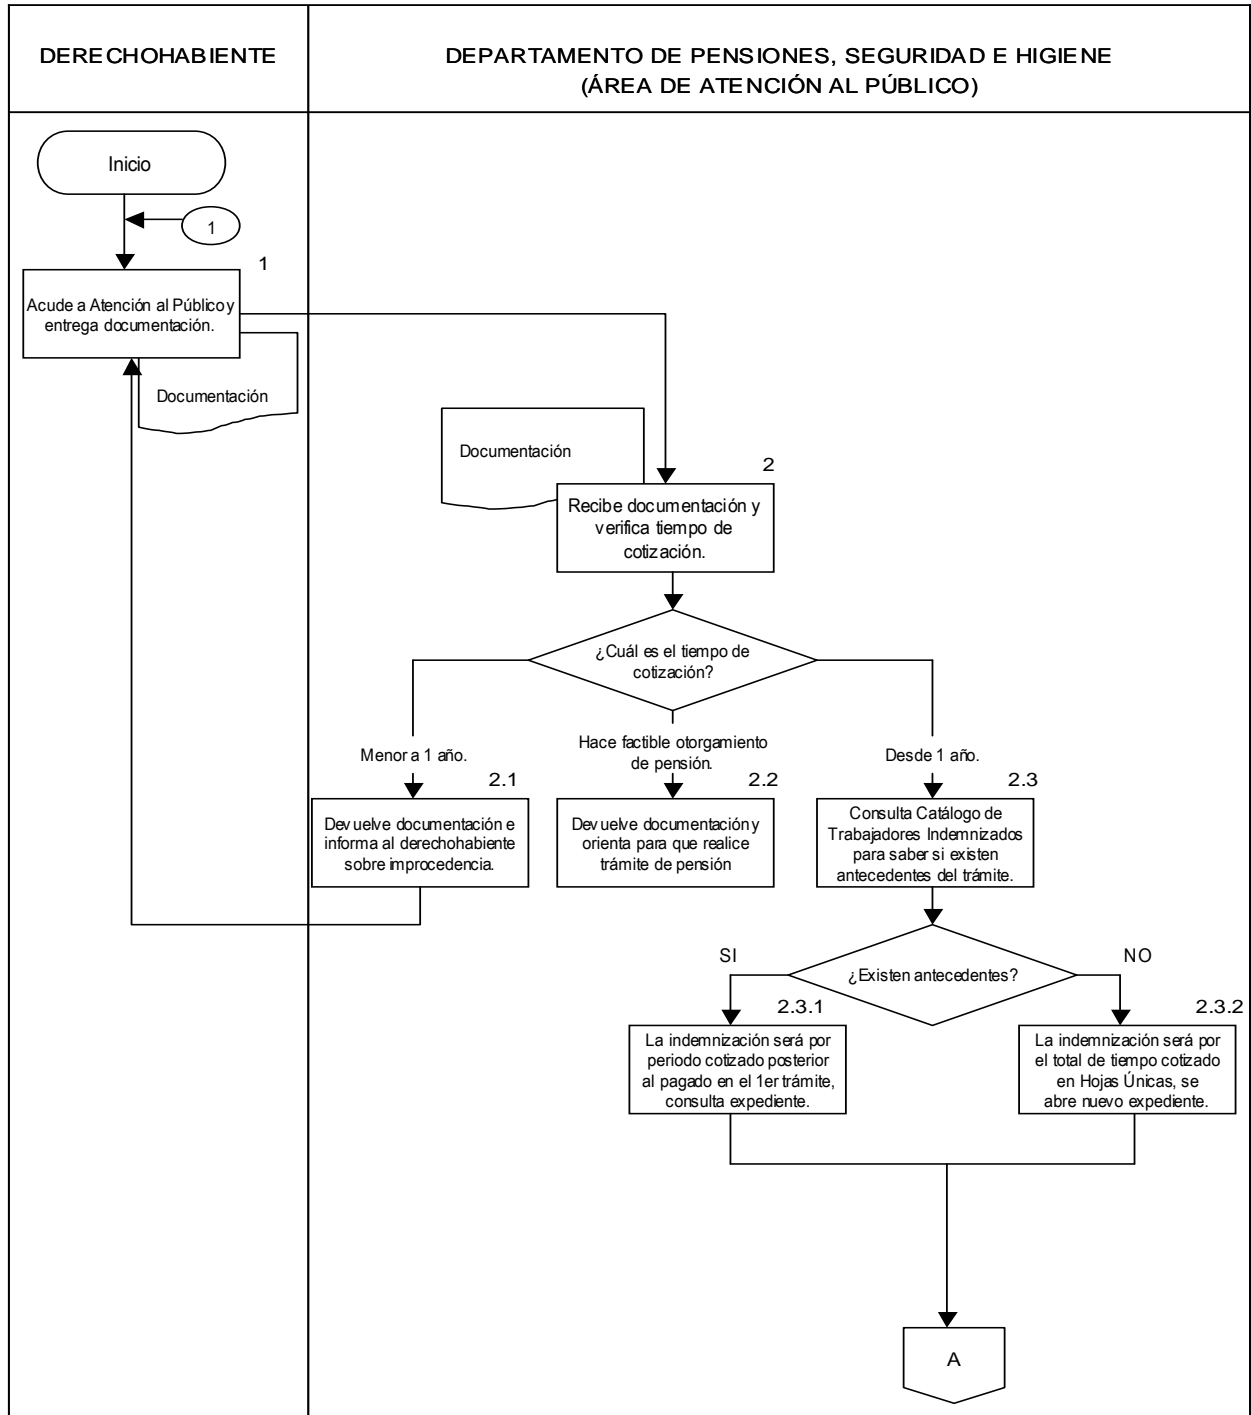 DERECHOHABIENTE
DEPARTAMENTO DE PENSIONES, SEGURIDAD E HIGIENE
(ÁREA DE ATENCIÓN AL PÚBLICO)
Inicio
1
1
Acude a Atención al Público y
entrega documentación.
Documentación
Documentación
2
Recibe documentación y
verifica tiempo de
cotización.
¿Cuál es el tiempo de
cotización?
Menor a 1 año.
Hace factible otorgamiento
de pensión.
Desde 1 año.
2.1
Devuelve documentación e
informa al derechohabiente
sobre improcedencia.
2.2
Devuelve documentación y
orienta para que realice
trámite de pensión
2.3
Consulta Catálogo de
Trabajadores Indemnizados
para saber si existen
antecedentes del trámite.
¿Existen antecedentes?
SI
NO
2.3.1
La indemnización será por
periodo cotizado posterior
al pagado en el 1er trámite,
consulta expediente.
2.3.2
La indemnización será por
el total de tiempo cotizado
en Hojas Únicas, se
abre nuevo expediente.
A